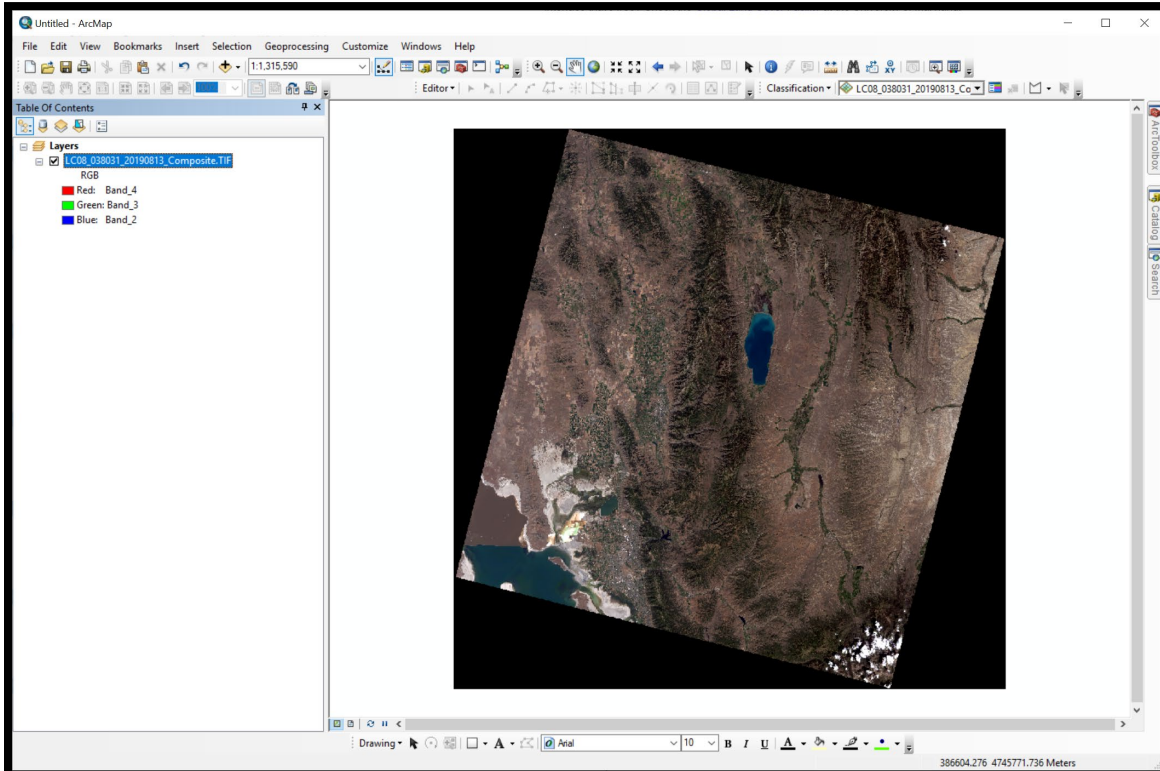 Untitled - ArcMap
File Edit View Bookmarks Insert Selection Geoprocessing Customize Windows Help
1:1,315,590
Editor
Classification
LC08_038031_20190813_Co
Table Of Contents
Layers
LC08_038031_20190813_Composite.TIF
RGB
Red: Band_4
Green: Band_3
Blue: Band_2
ArcToolbox
Catalog
Search
Drawing
A
Arial
10
B I U A
386604.276 4745771.736 Meters